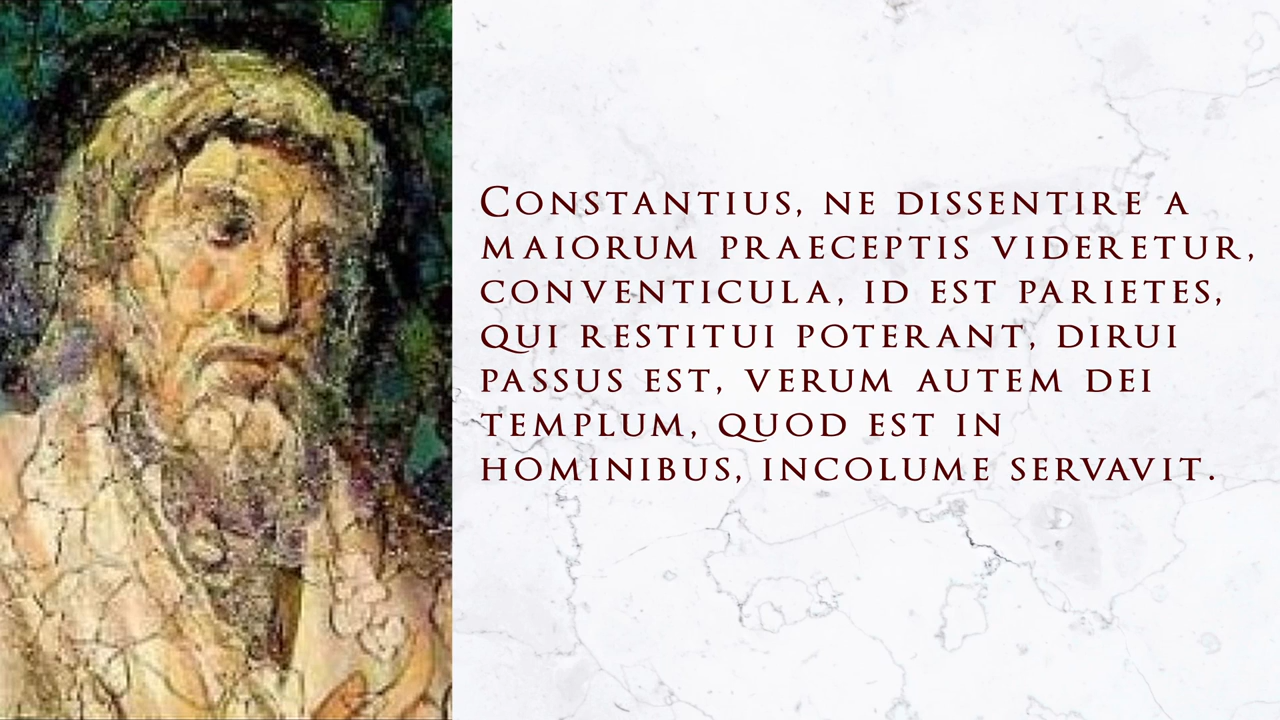 Constantius, ne dissentire a
maiorum praeceptis videretur,
conventicula, id est parietes,
qui restitui poterant, dirui
passus est, verum autem dei
templum, quod est in
hominibus, incolume servavit.